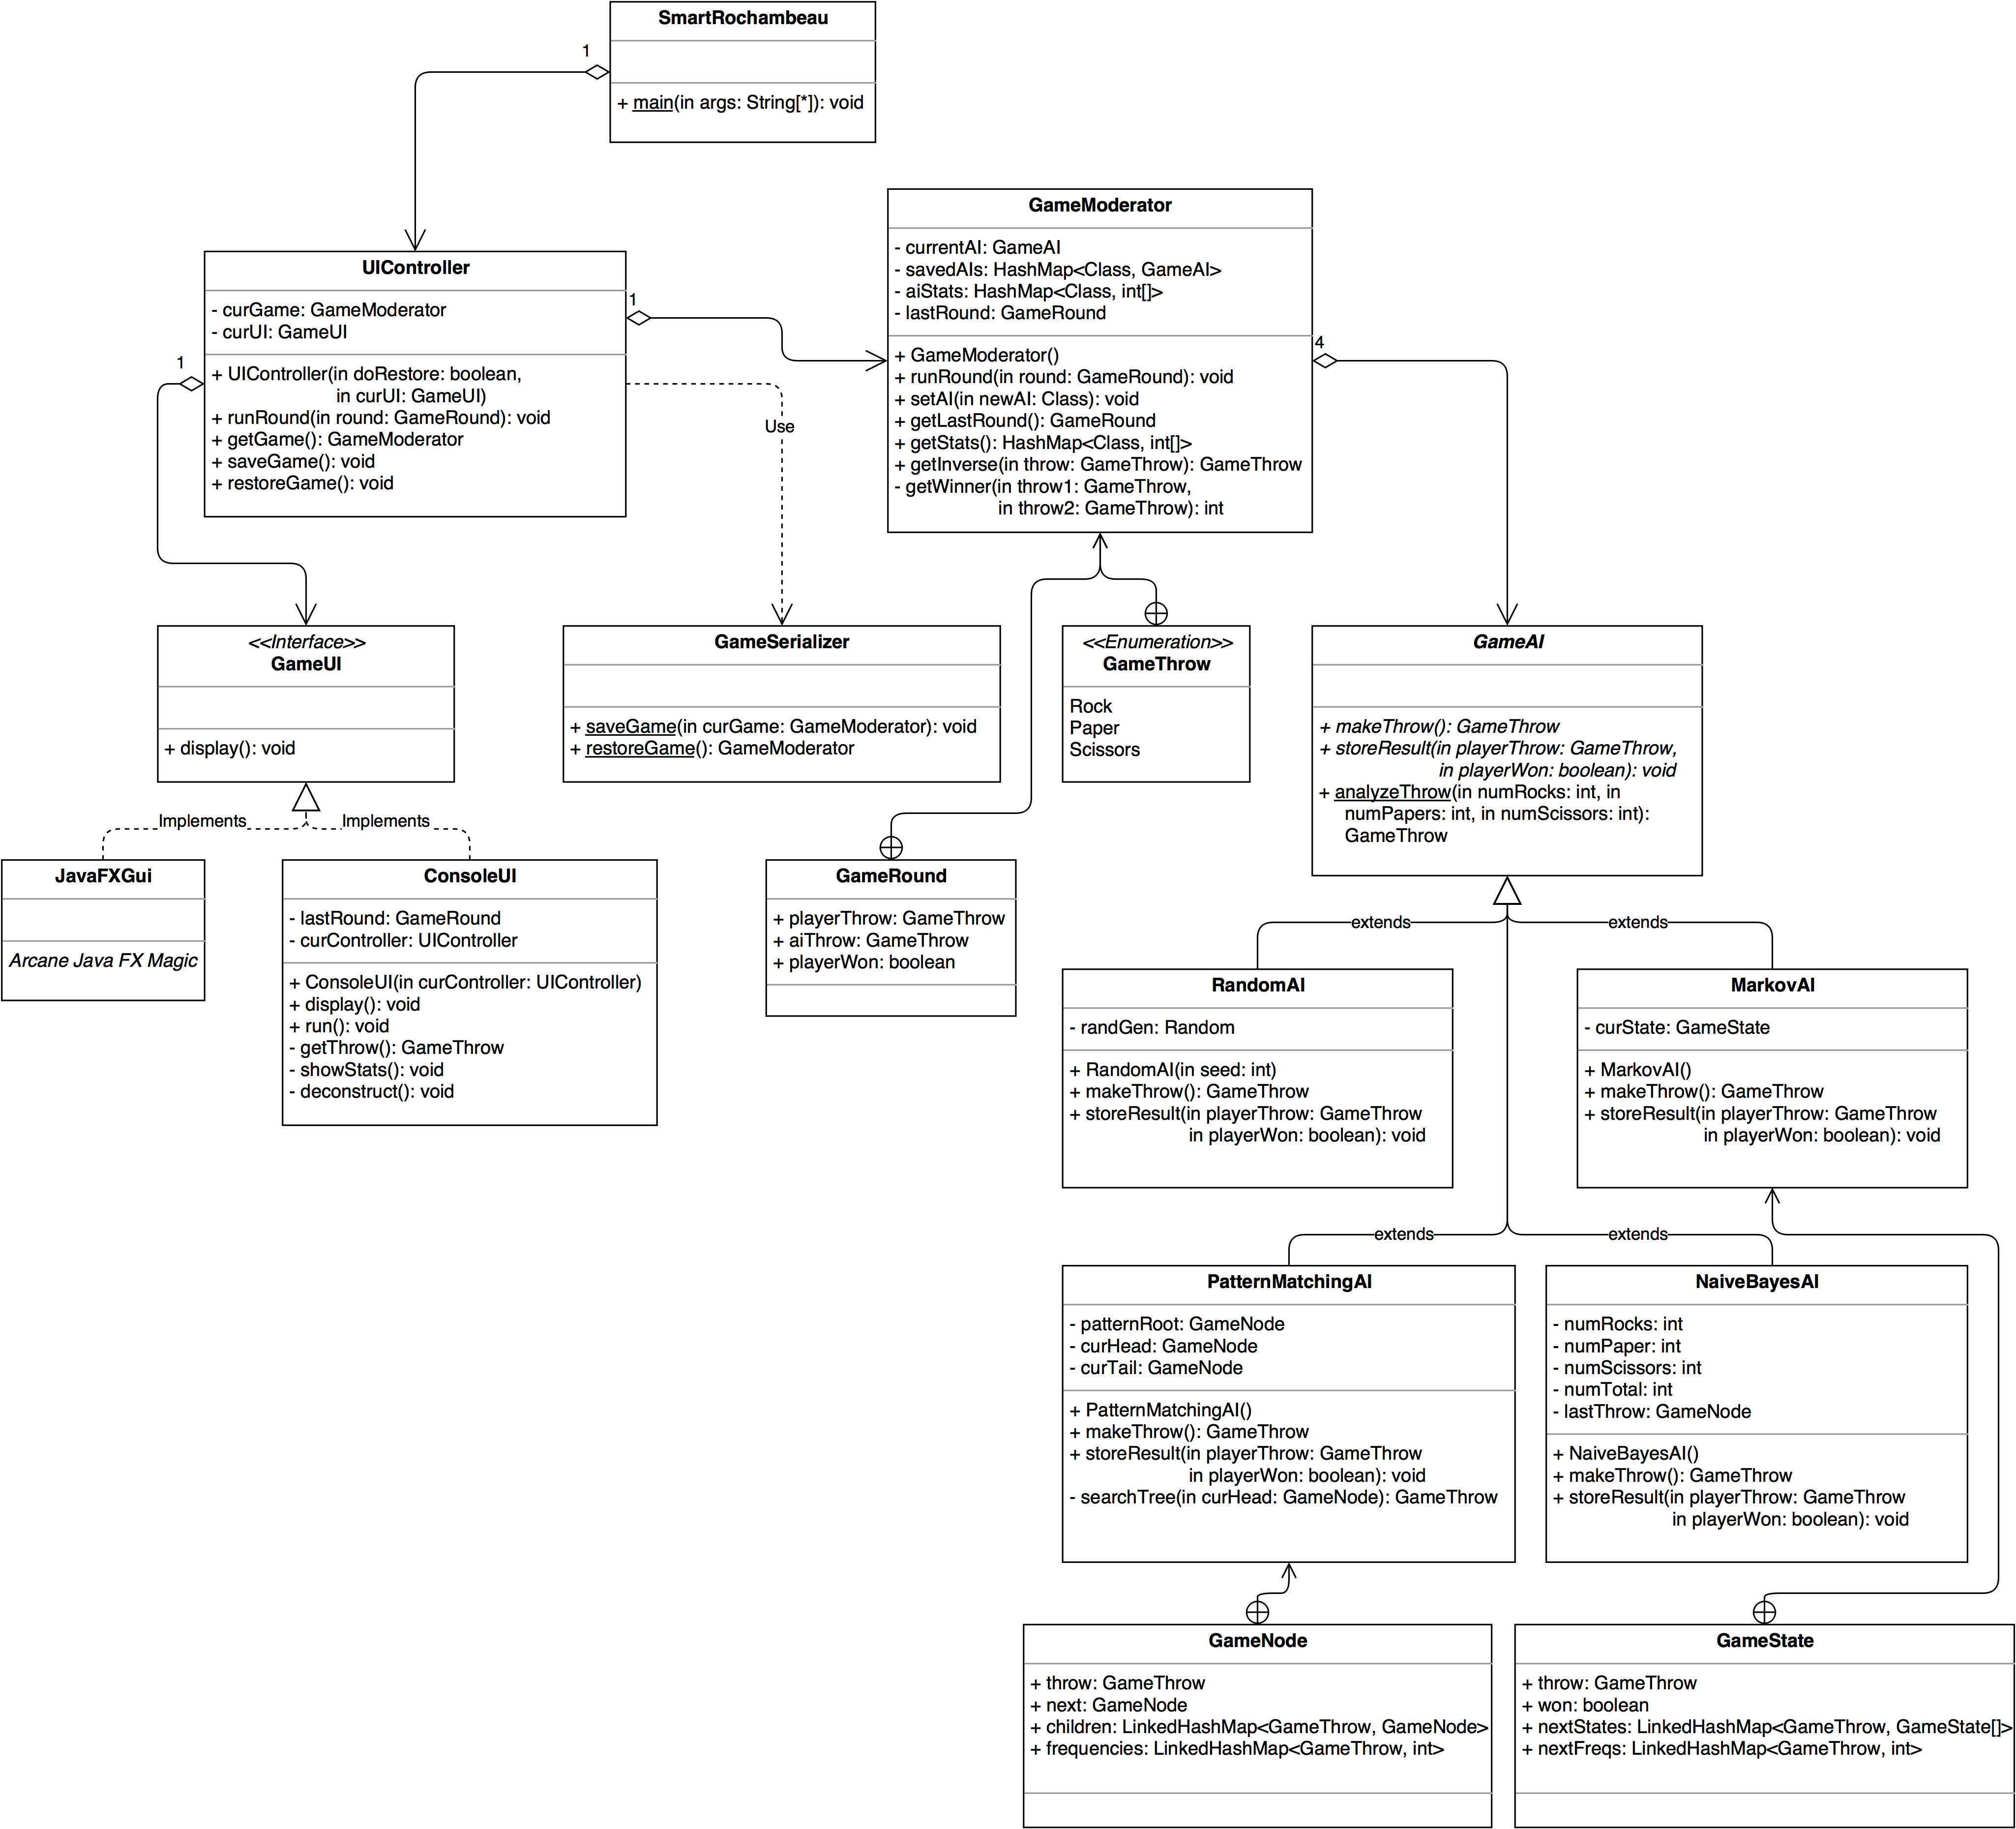 SmartRochambeau
1
+ main(in args: String[*]): void
GameModerator
- currentAI: GameAI
- savedAIs: HashMap<Class, GameAI>
- aiStats: HashMap<Class, int[]>
- lastRound: GameRound
+ GameModerator()
+ runRound(in round: GameRound): void
+ setAI(in newAI: Class): void
+ getLastRound(): GameRound
+ getStats(): HashMap<Class, int[]>
+ getInverse(in throw: GameThrow): GameThrow
- getWinner(in throw1: GameThrow,
in throw2: GameThrow): int
4
UIController
- curGame: GameModerator
- curUI: GameUI
+ UIController(in doRestore: boolean,
in curUI: GameUI)
+ runRound(in round: GameRound): void
+ getGame(): GameModerator
+ saveGame(): void
+ restoreGame(): void
1
1
Use
<<Interface>>
GameUI
+ display(): void
GameSerializer
+ saveGame(in curGame: GameModerator): void
+ restoreGame(): GameModerator
<<Enumeration>>
GameThrow
Rock
Paper
Scissors
GameAI
+ makeThrow(): GameThrow
+ storeResult(in playerThrow: GameThrow,
in playerWon: boolean): void
+ analyzeThrow(in numRocks: int, in
numPapers: int, in numScissors: int):
GameThrow
Implements
Implements
JavaFXGui
Arcane Java FX Magic
ConsoleUI
- lastRound: GameRound
- curController: UIController
+ ConsoleUI(in curController: UIController)
+ display(): void
+ run(): void
- getThrow(): GameThrow
- showStats(): void
- deconstruct(): void
GameRound
+ playerThrow: GameThrow
+ aiThrow: GameThrow
+ playerWon: boolean
extends
extends
RandomAI
- randGen: Random
+ RandomAI(in seed: int)
+ makeThrow(): GameThrow
+ storeResult(in playerThrow: GameThrow
in playerWon: boolean): void
MarkovAI
- curState: GameState
+ MarkovAI()
+ makeThrow(): GameThrow
+ storeResult(in playerThrow: GameThrow
in playerWon: boolean): void
extends
extends
PatternMatchingAI
- patternRoot: GameNode
- curHead: GameNode
- curTail: GameNode
+ PatternMatchingAI()
+ makeThrow(): GameThrow
+ storeResult(in playerThrow: GameThrow
in playerWon: boolean): void
- searchTree(in curHead: GameNode): GameThrow
NaiveBayesAI
- numRocks: int
- numPaper: int
- numScissors: int
- numTotal: int
- lastThrow: GameNode
+ NaiveBayesAI()
+ makeThrow(): GameThrow
+ storeResult(in playerThrow: GameThrow
in playerWon: boolean): void
GameNode
+ throw: GameThrow
+ next: GameNode
+ children: LinkedHashMap<GameThrow, GameNode>
+ frequencies: LinkedHashMap<GameThrow, int>
GameState
+ throw: GameThrow
+ won: boolean
+ nextStates: LinkedHashMap<GameThrow, GameState[]>
+ nextFreqs: LinkedHashMap<GameThrow, int>